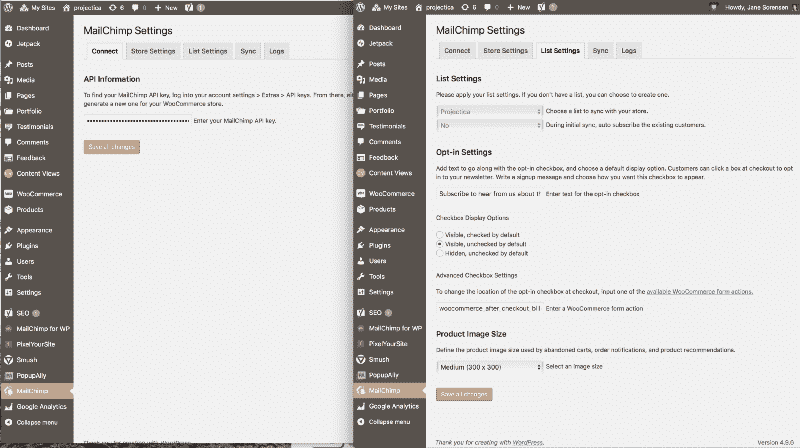 My Sites projectica 6 0 + New 1
Dashboard
Jetpack
Posts
Media
Pages
Portfolio
Testimonials
Comments
Feedback
Content Views
WooCommerce
Products
Appearance
Plugins
Users
Tools
Settings
SEO 1
MailChimp for WP
PixelYourSite
Smush
PopupAlly
MailChimp
Google Analytics
Collapse menu
MailChimp Settings
Connect Store Settings List Settings Sync Logs
API Information
To find your MailChimp API key, log into your account settings > Extras > API keys. From there, ei
generate a new one for your WooCommerce store.
Enter your MailChimp API key.
Save all changes
My Sites projectica 6 0 + New 1 Howdy, Jane Sorensen
Dashboard
Jetpack
Posts
Media
Pages
Portfolio
Testimonials
Comments
Feedback
Content Views
WooCommerce
Products
Appearance
Plugins
Users
Tools
Settings
SEO 1
MailChimp for WP
PixelYourSite
Smush
PopupAlly
MailChimp
Google Analytics
Collapse menu
MailChimp Settings
Connect Store Settings List Settings Sync Logs
List Settings
Please apply your list settings. If you don't have a list, you can choose to create one.
Projectica Choose a list to sync with your store.
No During initial sync, auto subscribe the existing customers.
Opt-in Settings
Add text to go along with the opt-in checkbox, and choose a default display option. Customers can click a box at checkout to opt
in to your newsletter. Write a signup message and choose how you want this checkbox to appear.
Subscribe to hear from us about Enter text for the opt-in checkbox
Checkbox Display Options
Visible, checked by default
Visible, unchecked by default
Hidden, unchecked by default
Advanced Checkbox Settings
To change the location of the opt-in checkbox at checkout, input one of the available WooCommerce form actions.
woocommerce_after_checkout_bill Enter a WooCommerce form action
Product Image Size
Define the product image size used by abandoned carts, order notifications, and product recommendations.
Medium (300 x 300) Select an image size
Save all changes
Thank you for creating with WordPress. Version 4.9.6